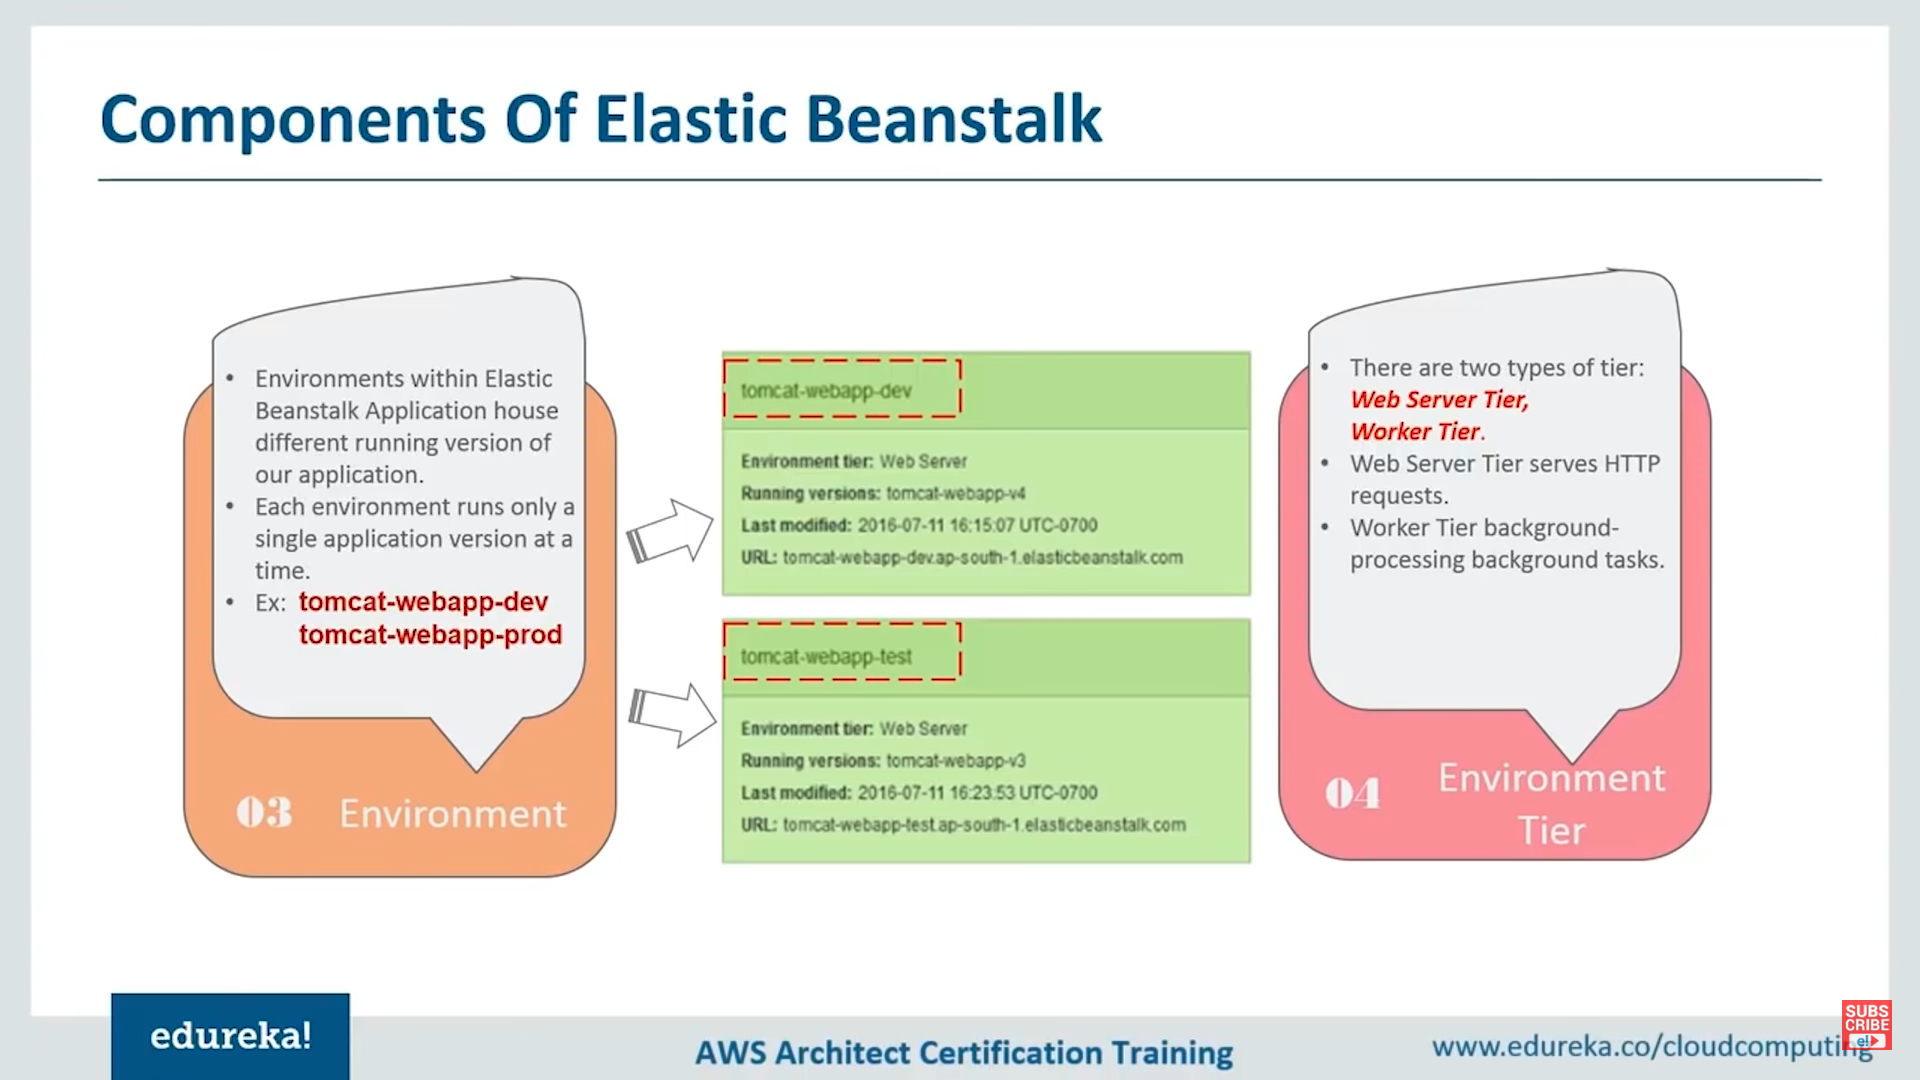 Components Of Elastic Beanstalk
• Environments within Elastic
Beanstalk Application house
different running version of
our application.
• Each environment runs only a
single application version at a
time.
• Ex: tomcat-webapp-dev
tomcat-webapp-prod
03 Environment
tomcat-webapp-dev
Environment tier: Web Server
Running versions: tomcat-webapp-v4
Last modified: 2016-07-11 16:15:07 UTC-0700
URL: tomcat-webapp-dev.ap-south-1.elasticbeanstalk.com
tomcat-webapp-test
Environment tier: Web Server
Running versions: tomcat-webapp-v3
Last modified: 2016-07-11 16:23:53 UTC-0700
URL: tomcat-webapp-test.ap-south-1.elasticbeanstalk.com
• There are two types of tier:
Web Server Tier,
Worker Tier.
• Web Server Tier serves HTTP
requests.
• Worker Tier background-
processing background tasks.
04 Environment
Tier
edureka!
AWS Architect Certification Training
www.edureka.co/cloudcomputing
SUBS
CRIBE
e!